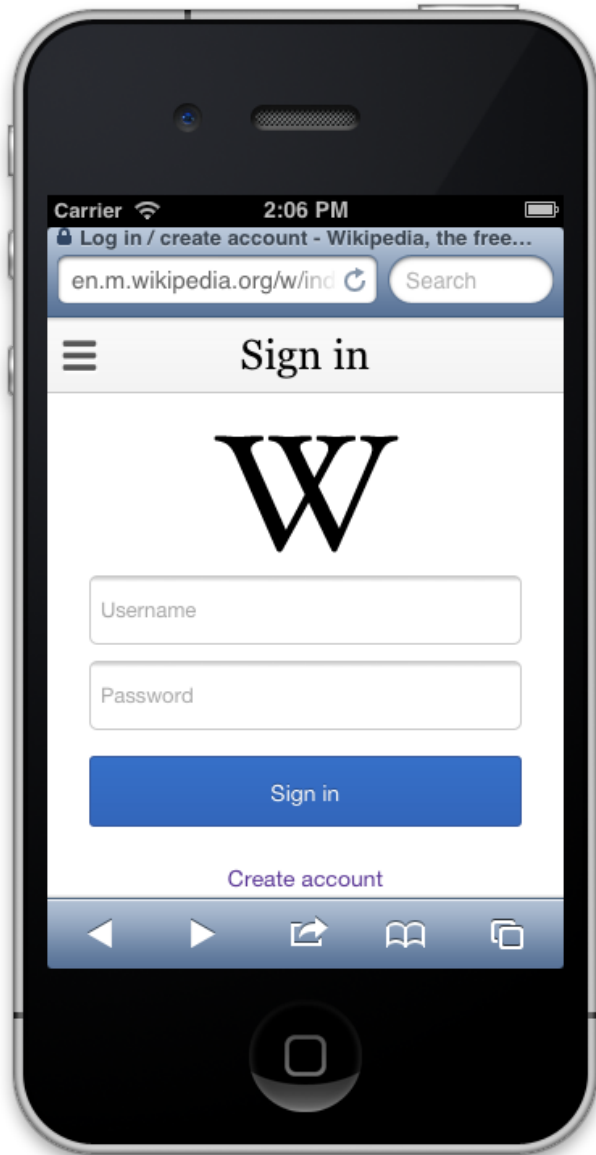 Carrier 2:06 PM
Log in / create account - Wikipedia, the free...
en.m.wikipedia.org/w/ind Search
Sign in
W
Username
Password
Sign in
Create account